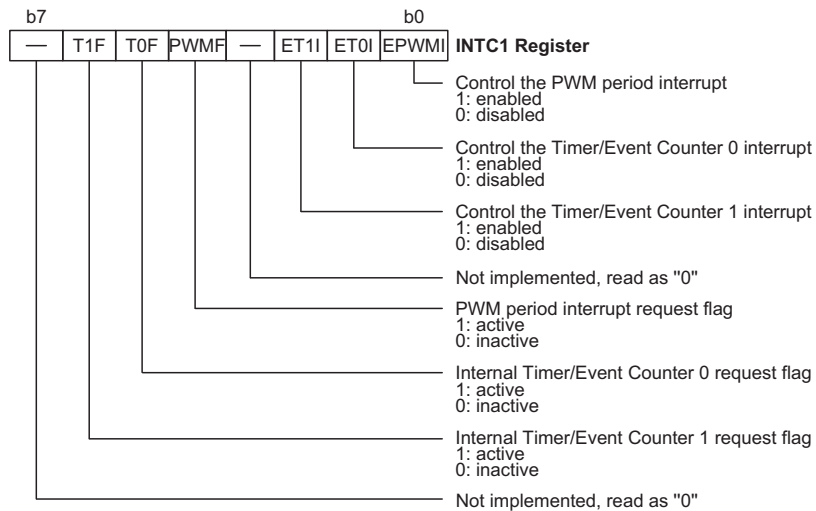 b7 b0
— T1F T0F PWMF — ET1I ET0I EPWMI INTC1 Register
Control the PWM period interrupt
1: enabled
0: disabled
Control the Timer/Event Counter 0 interrupt
1: enabled
0: disabled
Control the Timer/Event Counter 1 interrupt
1: enabled
0: disabled
Not implemented, read as "0"
PWM period interrupt request flag
1: active
0: inactive
Internal Timer/Event Counter 0 request flag
1: active
0: inactive
Internal Timer/Event Counter 1 request flag
1: active
0: inactive
Not implemented, read as "0"